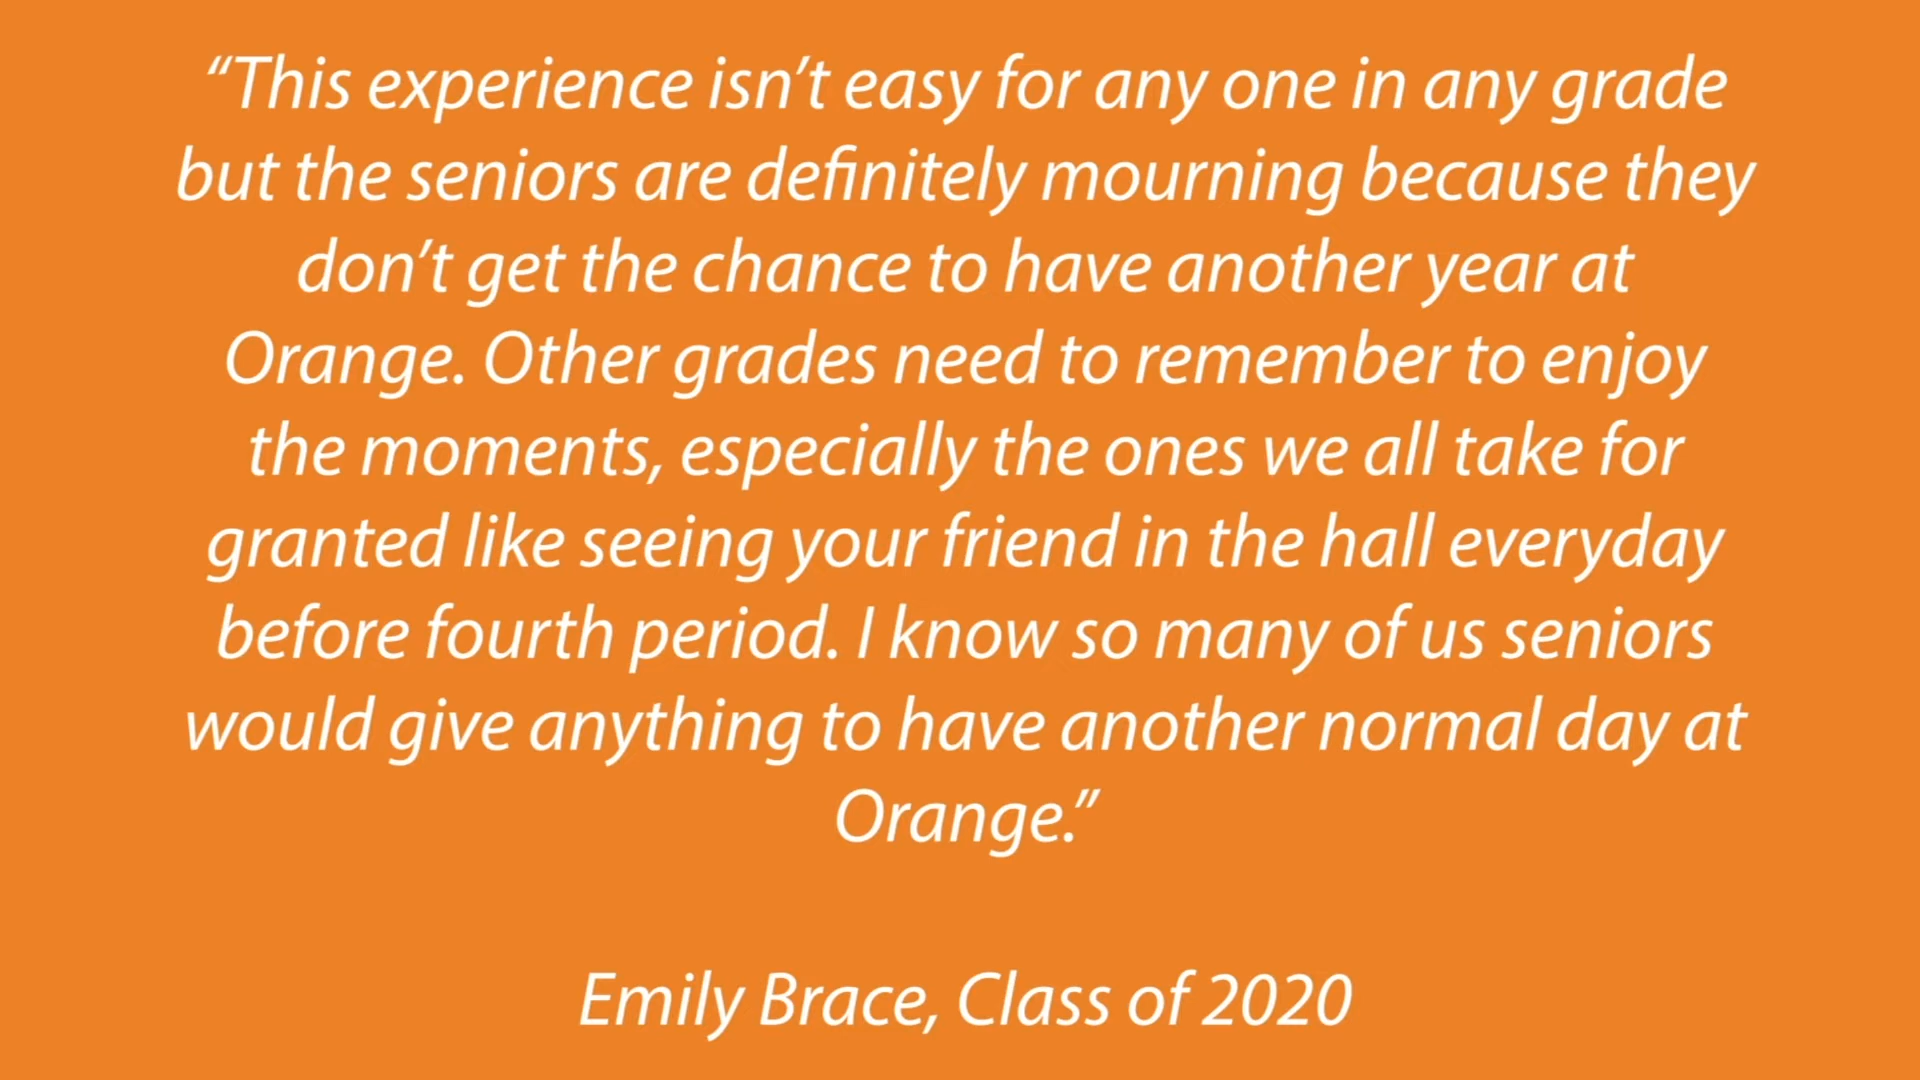 “This experience isn’t easy for any one in any grade
but the seniors are definitely mourning because they
don’t get the chance to have another year at
Orange. Other grades need to remember to enjoy
the moments, especially the ones we all take for
granted like seeing your friend in the hall everyday
before fourth period. I know so many of us seniors
would give anything to have another normal day at
Orange.”
Emily Brace, Class of 2020